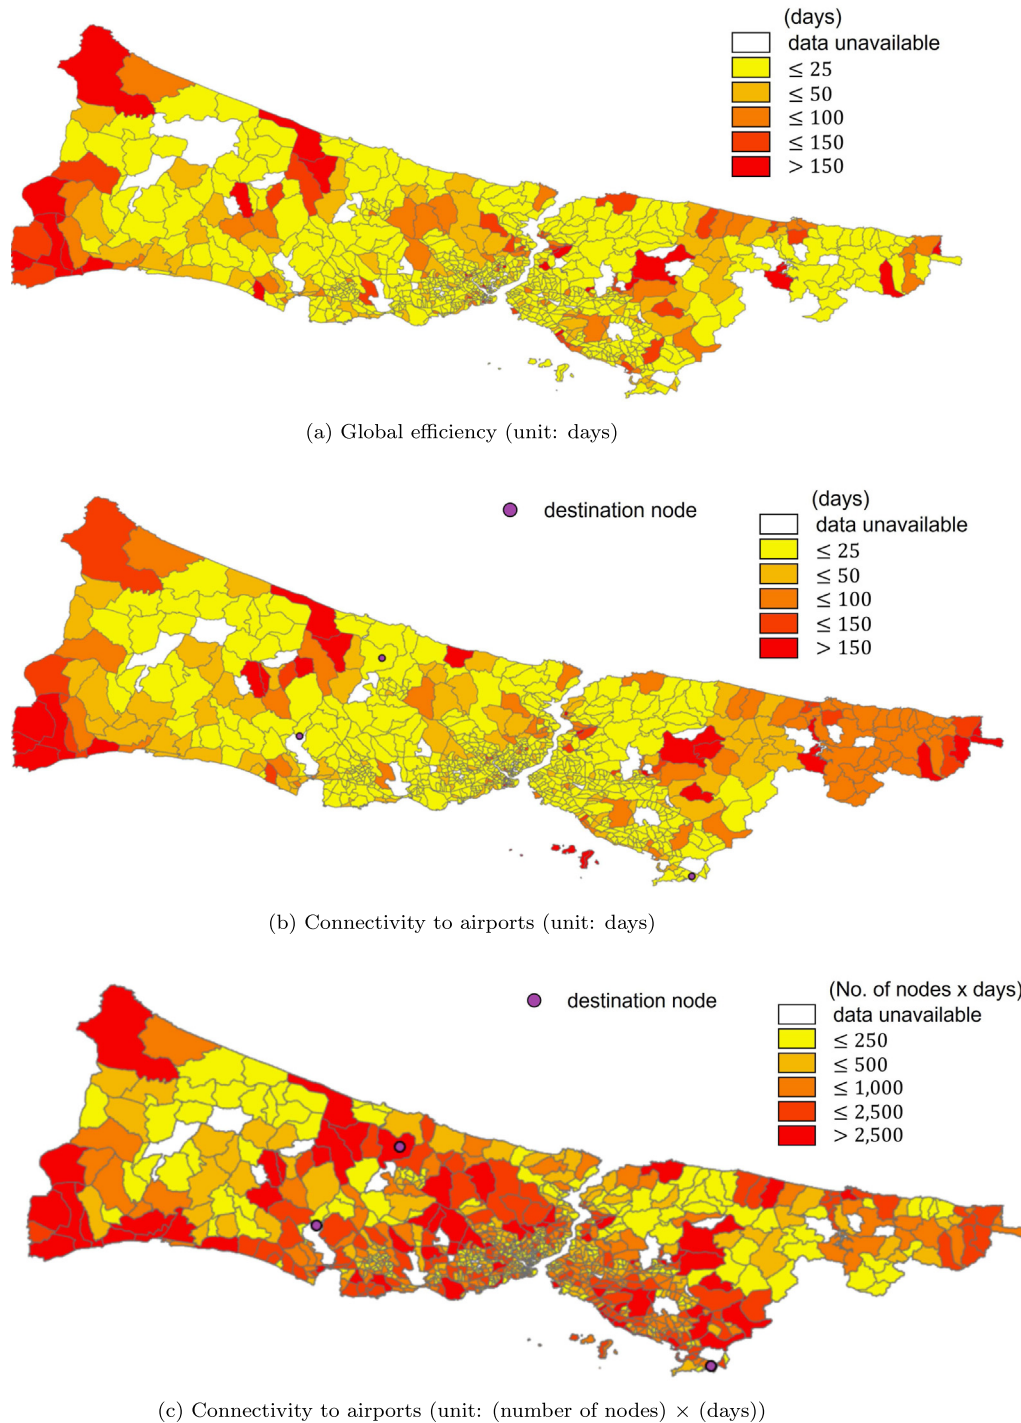 (days)
data unavailable
≤ 25
≤ 50
≤ 100
≤ 150
> 150
(a) Global efficiency (unit: days)
destination node
(days)
data unavailable
≤ 25
≤ 50
≤ 100
≤ 150
> 150
(b) Connectivity to airports (unit: days)
destination node
(No. of nodes x days)
data unavailable
≤ 250
≤ 500
≤ 1,000
≤ 2,500
> 2,500
(c) Connectivity to airports (unit: (number of nodes) × (days))